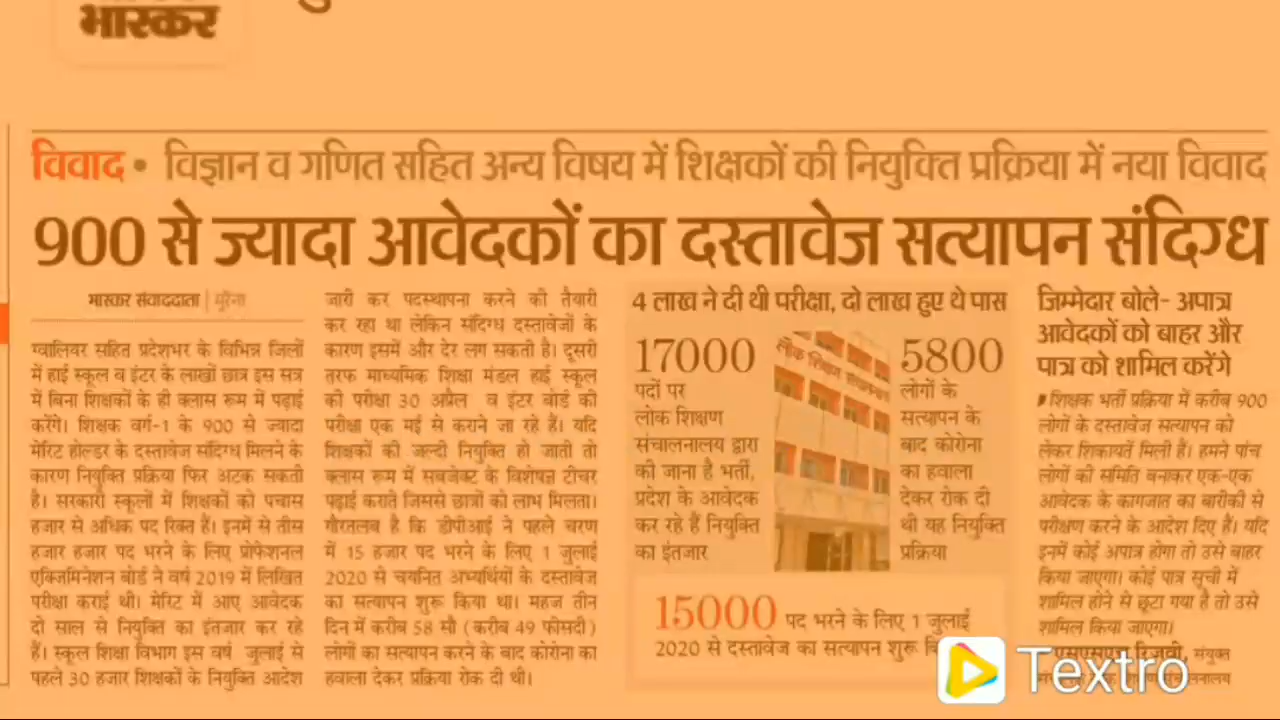 भास्कर
विवाद • विज्ञान व गणित सहित अन्य विषय में शिक्षकों की नियुक्ति प्रक्रिया में नया विवाद
900 से ज्यादा आवेदकों का दस्तावेज सत्यापन संदिग्ध
भास्कर संवाददाता | मुरैना
ग्वालियर सहित प्रदेशभर के विभिन्न जिलों
में हाई स्कूल व इंटर के लाखों छात्र इस सत्र
में बिना शिक्षकों के ही क्लास रूम में पढ़ाई
करेंगे। शिक्षक वर्ग-1 के 900 से ज्यादा
मेरिट होल्डर के दस्तावेज संदिग्ध मिलने के
कारण नियुक्ति प्रक्रिया फिर अटक सकती
है। सरकारी स्कूलों में शिक्षकों को पचास
हजार से अधिक पद रिक्त हैं। इनमें से तीस
हजार हजार पद भरने के लिए प्रोफेशनल
एक्जिमिनेशन बोर्ड ने वर्ष 2019 में लिखित
परीक्षा कराई थी। मेरिट में आए आवेदक
दो साल से नियुक्ति का इंतजार कर रहे
हैं। स्कूल शिक्षा विभाग इस वर्ष जुलाई से
पहले 30 हजार शिक्षकों के नियुक्ति आदेश
जारी कर पदस्थापना करने की तैयारी
कर रहा था लेकिन संदिग्ध दस्तावेजों के
कारण इसमें और देर लग सकती है। दूसरी
तरफ माध्यमिक शिक्षा मंडल हाई स्कूल
की परीक्षा 30 अप्रैल व इंटर बोर्ड की
परीक्षा एक मई से कराने जा रहे हैं। यदि
शिक्षकों की जल्दी नियुक्ति हो जाती तो
क्लास रूम में सबजेक्ट के विशेषज्ञ टीचर
पढ़ाई कराते जिससे छात्रों को लाभ मिलता।
गौरतलब है कि डीपीआई ने पहले चरण
में 15 हजार पद भरने के लिए 1 जुलाई
2020 से चयनित अभ्यर्थियों के दस्तावेज
का सत्यापन शुरू किया था। महज तीन
दिन में करीब 58 सौ (करीब 49 फीसदी)
लोगों का सत्यापन करने के बाद कोरोना का
हवाला देकर प्रक्रिया रोक दी थी।
4 लाख ने दी थी परीक्षा, दो लाख हुए थे पास
17000
पदों पर
लोक शिक्षण
संचालनालय द्वारा
की जाना है भर्ती,
प्रदेश के आवेदक
कर रहे हैं नियुक्ति
का इंतजार
लोक शिक्षण संचालनालय
5800
लोगों के
सत्यापन के
बाद कोरोना
का हवाला
देकर रोक दी
थी यह नियुक्ति
प्रक्रिया
15000 पद भरने के लिए 1 जुलाई
2020 से दस्तावेज का सत्यापन शुरू
जिम्मेदार बोले- अपात्र
आवेदकों को बाहर और
पात्र को शामिल करेंगे
शिक्षक भर्ती प्रक्रिया में करीब 900
लोगों के दस्तावेज सत्यापन को
लेकर शिकायतें मिली हैं। हमने पांच
लोगों की समिति बनाकर एक-एक
आवेदक के कागजात का बारीकी से
परीक्षण करने के आदेश दिए हैं। यदि
इनमें कोई अपात्र होगा तो उसे बाहर
किया जाएगा। कोई पात्र सूची में
शामिल होने से छूटा गया है तो उसे
शामिल किया जाएगा।
रिजवी, संयुक्त
Textro